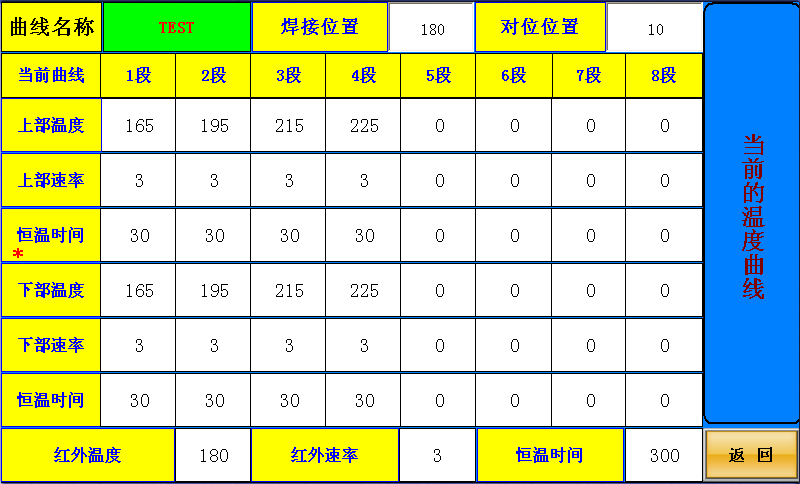 曲线名称 TEST 焊接位置 180 对位位置 10
当前曲线 1段 2段 3段 4段 5段 6段 7段 8段
上部温度 165 195 215 225 0 0 0 0
上部速率 3 3 3 3 0 0 0 0
恒温时间 30 30 30 30 0 0 0 0
*
下部温度 165 195 215 225 0 0 0 0
下部速率 3 3 3 3 0 0 0 0
恒温时间 30 30 30 30 0 0 0 0
红外温度 180 红外速率 3 恒温时间 300
当前的温度曲线
返 回